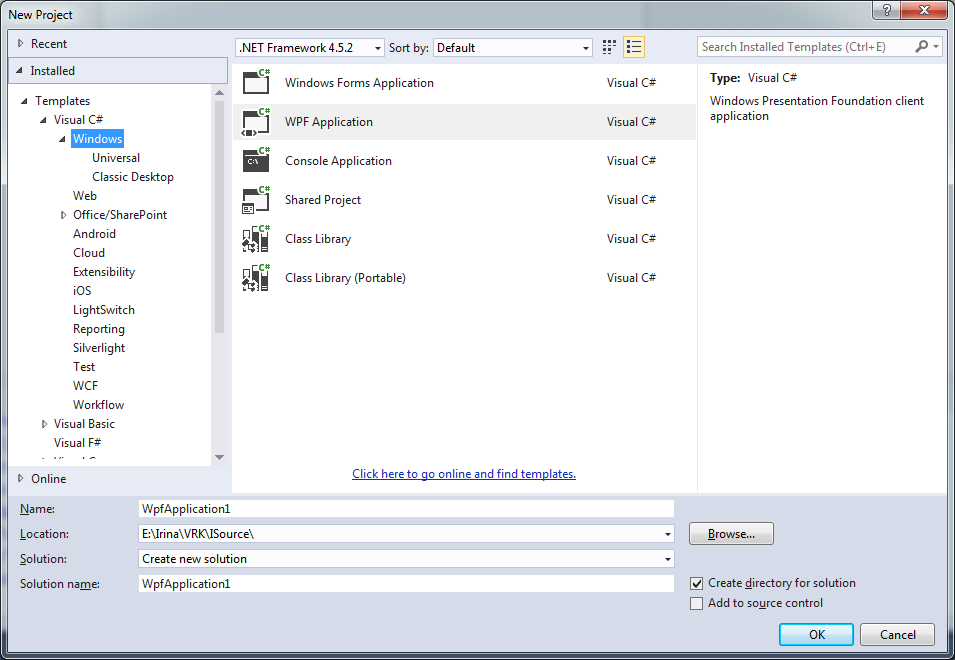 New Project
Recent
.NET Framework 4.5.2 Sort by: Default
Search Installed Templates (Ctrl+E)
Installed
Templates
Visual C#
Windows
Universal
Classic Desktop
Web
Office/SharePoint
Android
Cloud
Extensibility
iOS
LightSwitch
Reporting
Silverlight
Test
WCF
Workflow
Visual Basic
Visual F#
Online
Windows Forms Application Visual C#
WPF Application Visual C#
Console Application Visual C#
Shared Project Visual C#
Class Library Visual C#
Class Library (Portable) Visual C#
Click here to go online and find templates.
Type: Visual C#
Windows Presentation Foundation client
application
Name: WpfApplication1
Location: E:\Irina\VRK\ISource\
Browse...
Solution: Create new solution
Solution name: WpfApplication1
Create directory for solution
Add to source control
OK Cancel